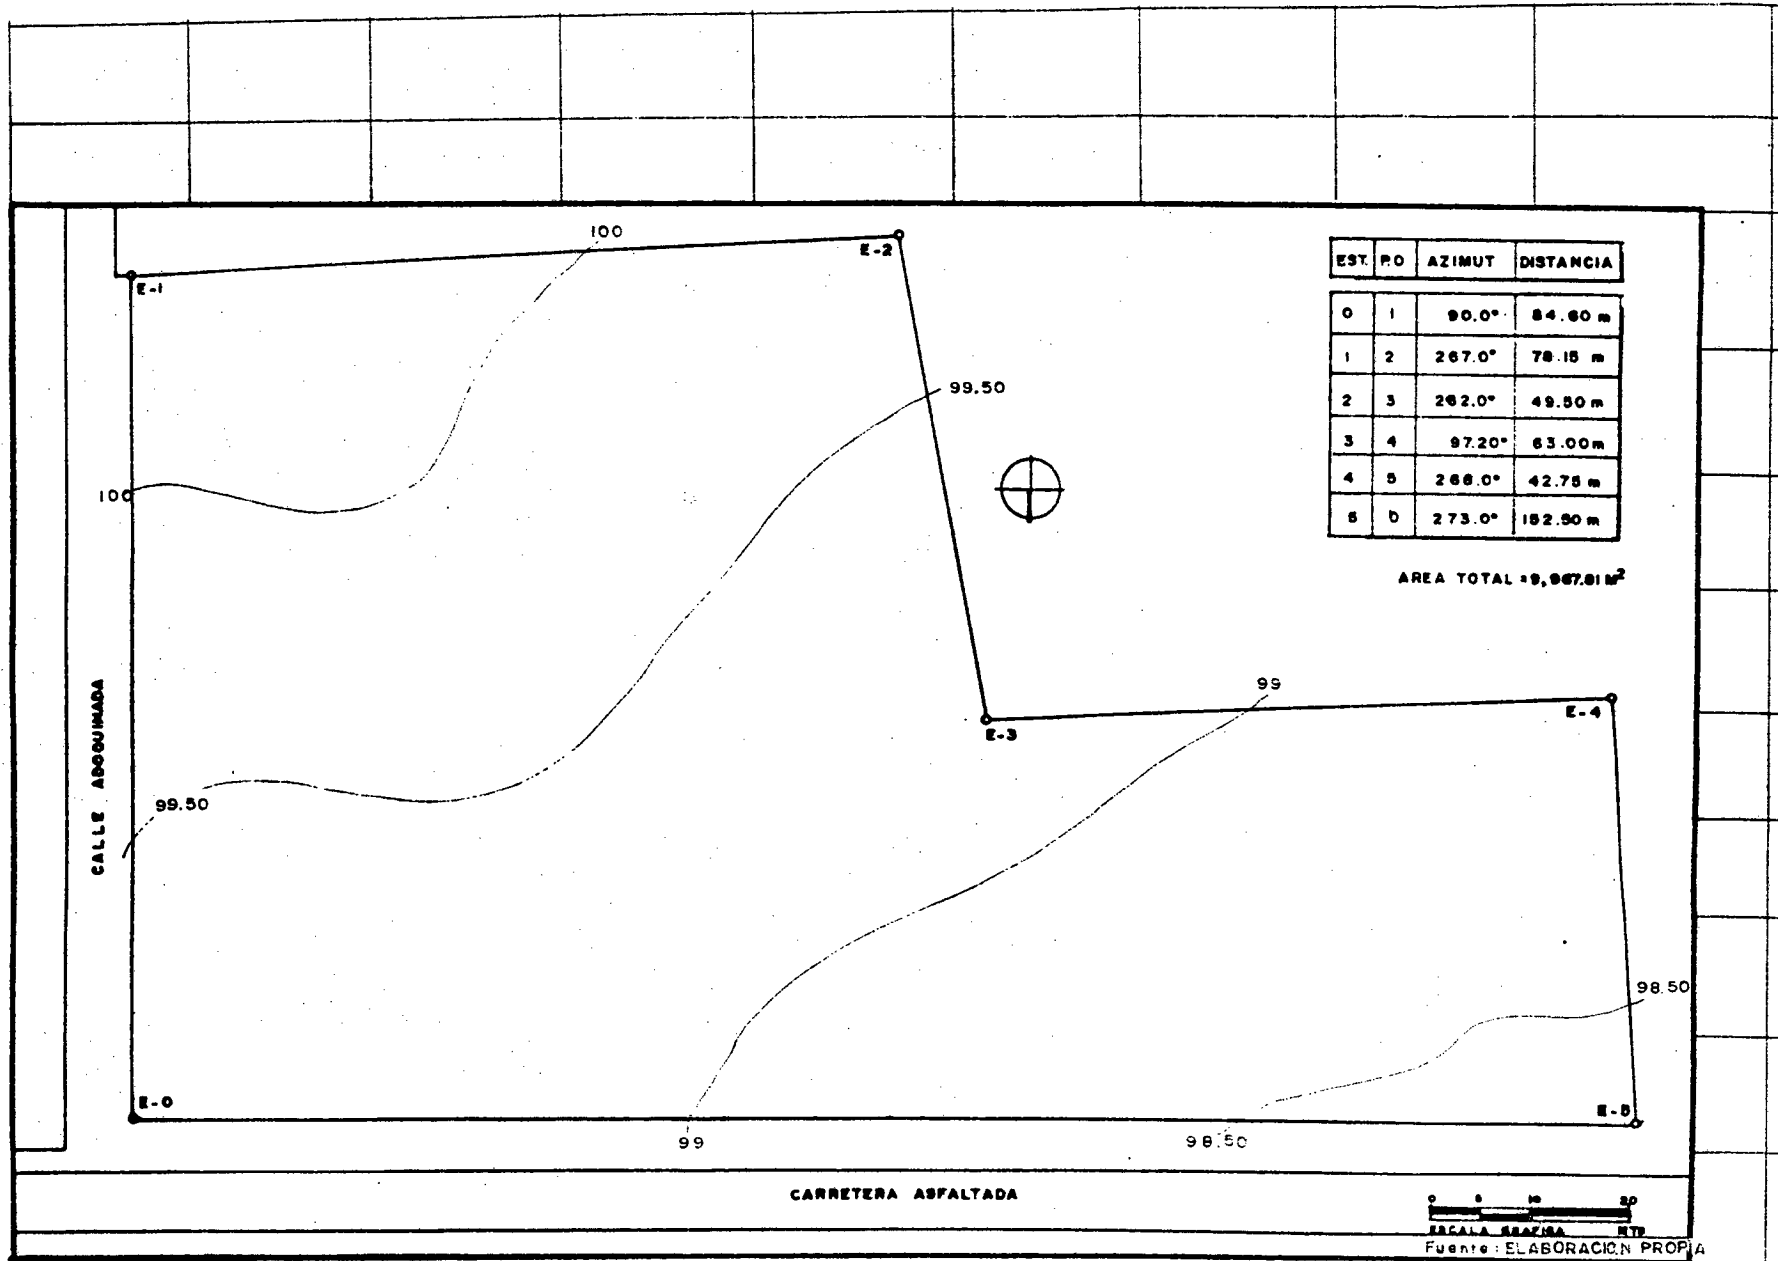 100
E-2
E-1
EST. P.O AZIMUT DISTANCIA
0 1 90.0° 84.60 m
1 2 267.0° 78.15 m
2 3 262.0° 49.50 m
3 4 97.20° 63.00 m
4 5 268.0° 42.75 m
5 0 273.0° 152.50 m
AREA TOTAL = 9,967.81 M²
99.50
100
99
E-3
E-4
CALLE ADOQUINADA
99.50
98.50
E-0
E-5
99
98.50
CARRETERA ASFALTADA
0 5 10 20
ESCALA GRAFICA MTS
Fuente: ELABORACION PROPIA